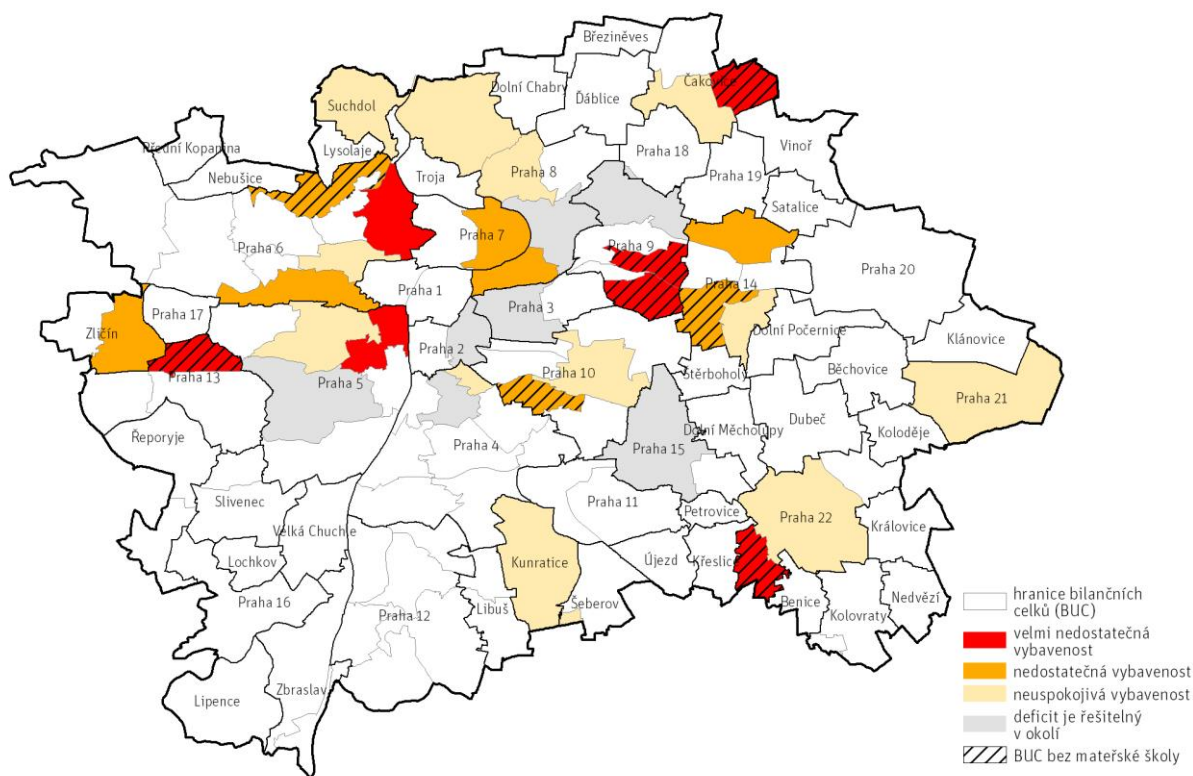 Březiněves
Dolní Chabry
Ďáblice
Čakovice
Suchdol
Přední Kopanina
Lysolaje
Nebušice
Troja
Praha 8
Praha 18
Praha 19
Vinoř
Satalice
Praha 6
Praha 7
Praha 9
Praha 20
Praha 1
Praha 3
Praha 14
Praha 17
Zličín
Praha 2
Dolní Počernice
Klánovice
Praha 13
Praha 5
Praha 10
Štěrboholy
Běchovice
Praha 21
Řeporyje
Praha 4
Praha 15
Dolní Měcholupy
Dubeč
Koloděje
Slivenec
Velká Chuchle
Praha 11
Petrovice
Praha 22
Královice
Lochkov
Kunratice
Újezd
Křeslice
Praha 16
Praha 12
Libuš
Šeberov
Benice
Kolovraty
Nedvězí
Lipence
Zbraslav
hranice bilančních
celků (BUC)
velmi nedostatečná
vybavenost
nedostatečná vybavenost
neuspokojivá vybavenost
deficit je řešitelný
v okolí
BUC bez mateřské školy